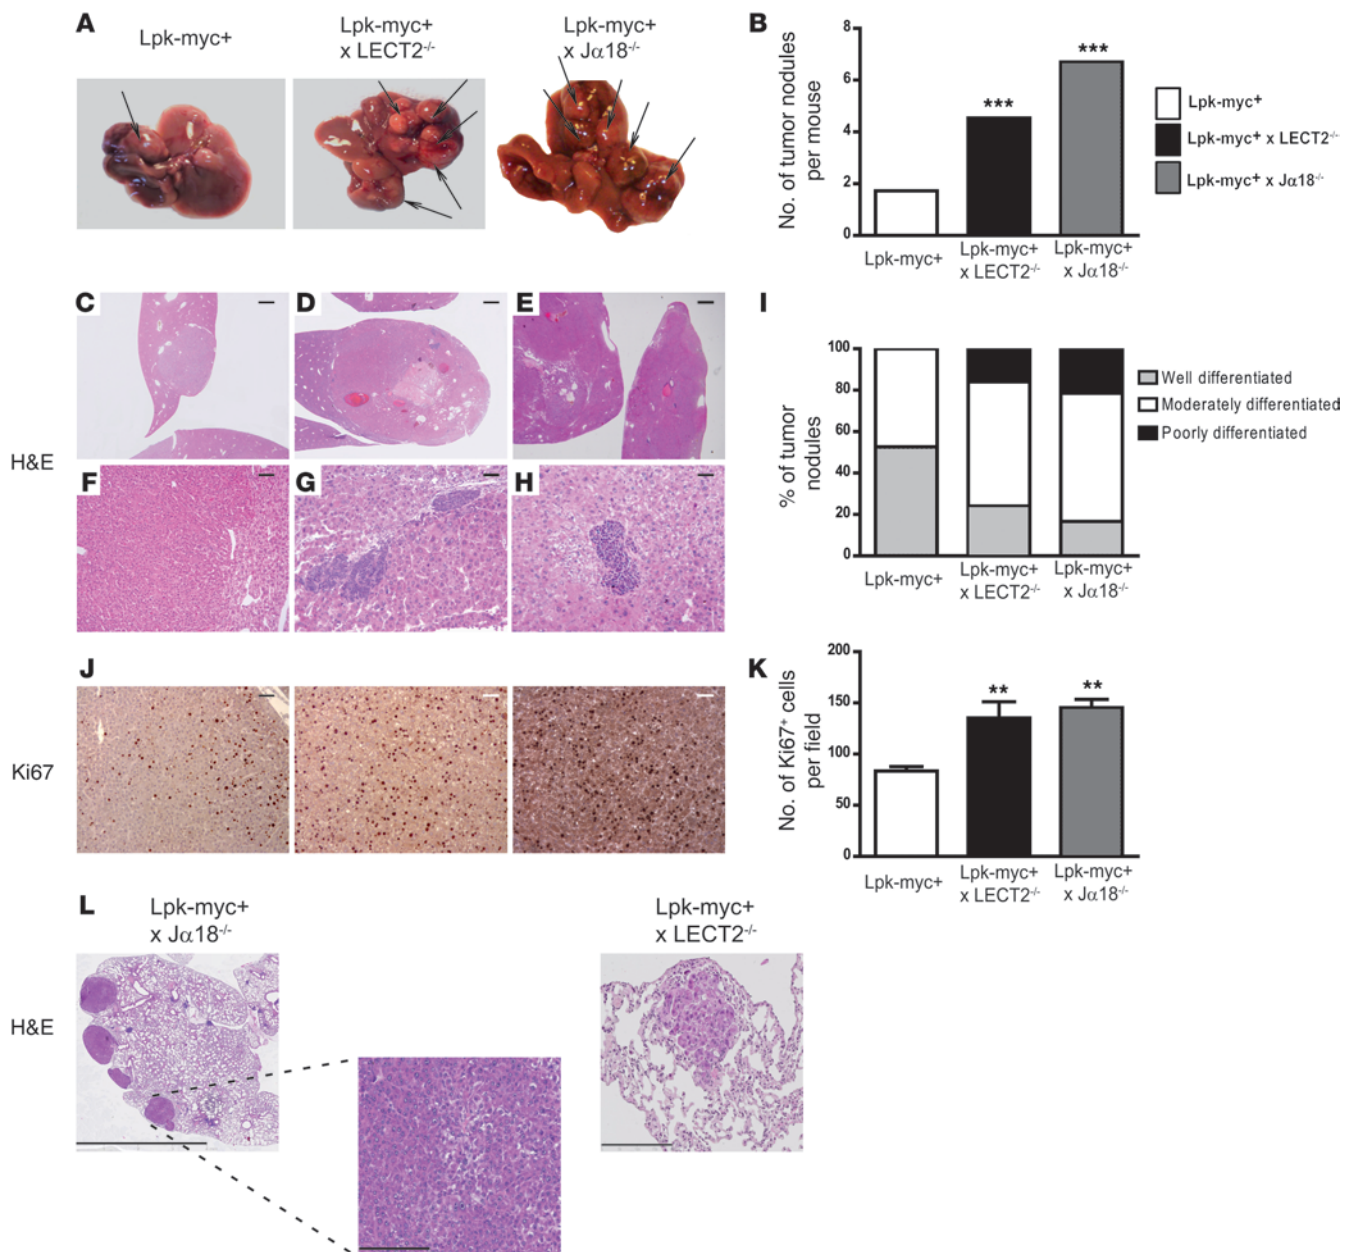 A
Lpk-myc+
Lpk-myc+
x LECT2-/-
Lpk-myc+
x Jα18-/-
B
No. of tumor nodules
per mouse
8
6
4
2
0
***
***
Lpk-myc+
Lpk-myc+
x LECT2-/-
Lpk-myc+
x Jα18-/-
Lpk-myc+
Lpk-myc+ x LECT2-/-
Lpk-myc+ x Jα18-/-
H&E
C
D
E
F
G
H
I
% of tumor
nodules
100
80
60
40
20
0
Lpk-myc+
Lpk-myc+
x LECT2-/-
Lpk-myc+
x Jα18-/-
Well differentiated
Moderately differentiated
Poorly differentiated
J
Ki67
K
No. of Ki67+ cells
per field
200
150
100
50
0
**
**
Lpk-myc+
Lpk-myc+
x LECT2-/-
Lpk-myc+
x Jα18-/-
L
Lpk-myc+
x Jα18-/-
Lpk-myc+
x LECT2-/-
H&E